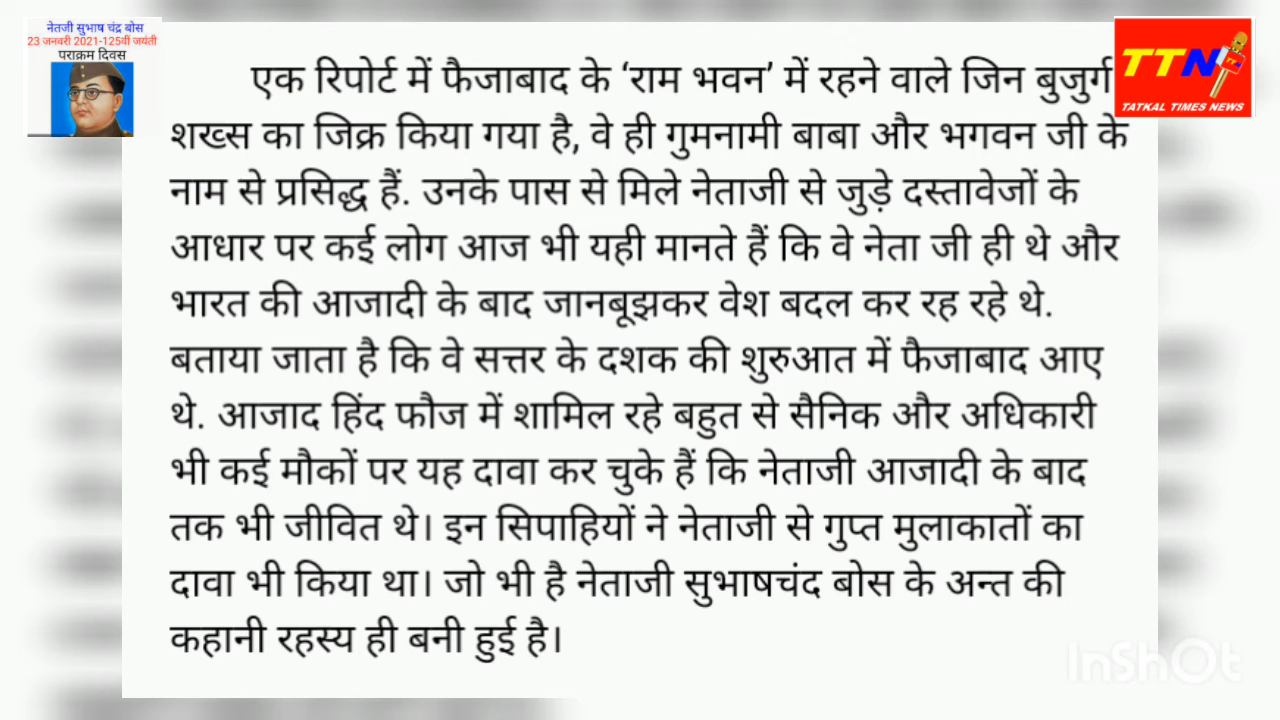 नेतजी सुभाष चंद्र बोस
23 जनवरी 2021-125वीं जयंती
पराक्रम दिवस
TTN
TATKAL TIMES NEWS
एक रिपोर्ट में फैजाबाद के ‘राम भवन’ में रहने वाले जिन बुजुर्ग
शख्स का जिक्र किया गया है, वे ही गुमनामी बाबा और भगवन जी के
नाम से प्रसिद्ध हैं. उनके पास से मिले नेताजी से जुड़े दस्तावेजों के
आधार पर कई लोग आज भी यही मानते हैं कि वे नेता जी ही थे और
भारत की आजादी के बाद जानबूझकर वेश बदल कर रह रहे थे.
बताया जाता है कि वे सत्तर के दशक की शुरुआत में फैजाबाद आए
थे. आजाद हिंद फौज में शामिल रहे बहुत से सैनिक और अधिकारी
भी कई मौकों पर यह दावा कर चुके हैं कि नेताजी आजादी के बाद
तक भी जीवित थे। इन सिपाहियों ने नेताजी से गुप्त मुलाकातों का
दावा भी किया था। जो भी है नेताजी सुभाषचंद बोस के अन्त की
कहानी रहस्य ही बनी हुई है।
InShOt